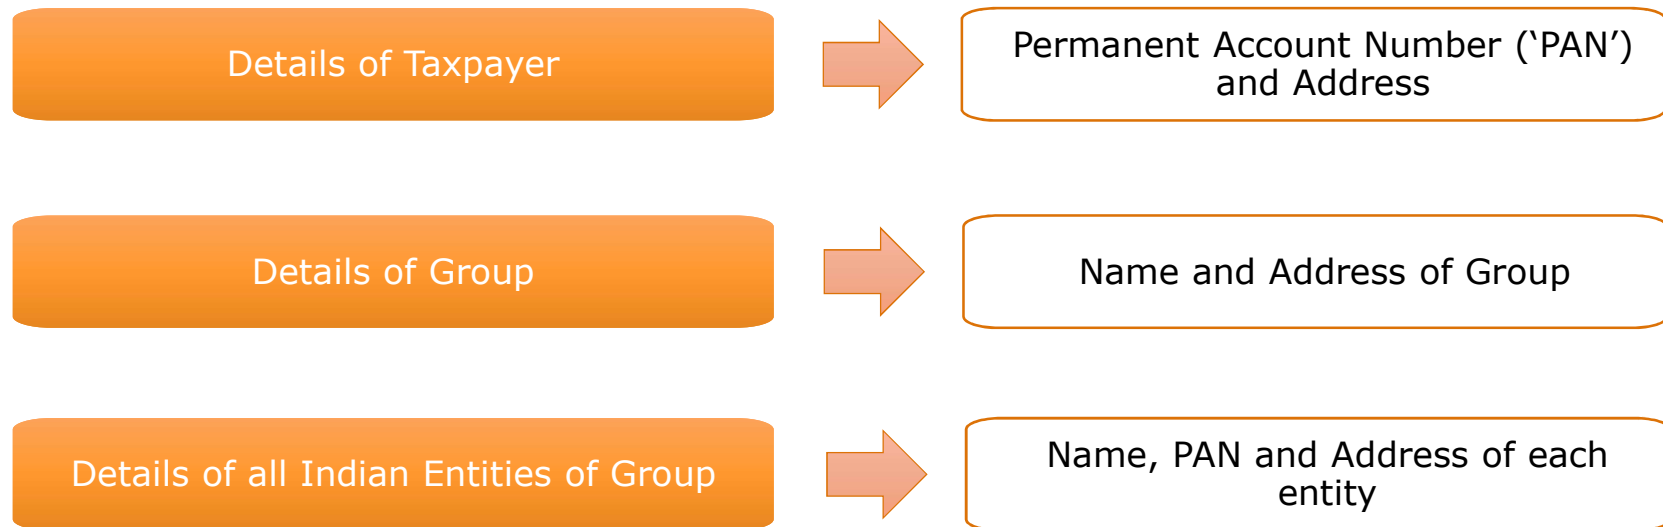 Details of Taxpayer
Permanent Account Number (‘PAN’)
and Address
Details of Group
Name and Address of Group
Details of all Indian Entities of Group
Name, PAN and Address of each
entity